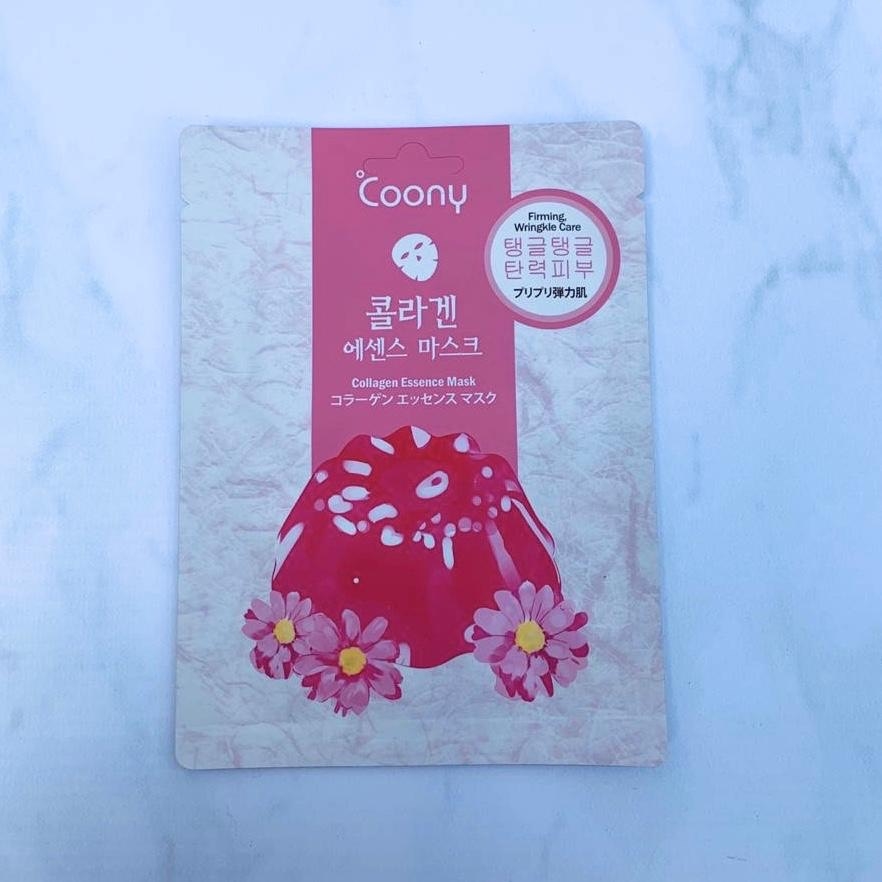 Coony
Firming,
Wringkle Care
탱글탱글
탄력피부
プリプリ弾力肌
콜라겐
에센스 마스크
Collagen Essence Mask
コラーゲン エッセンス マスク